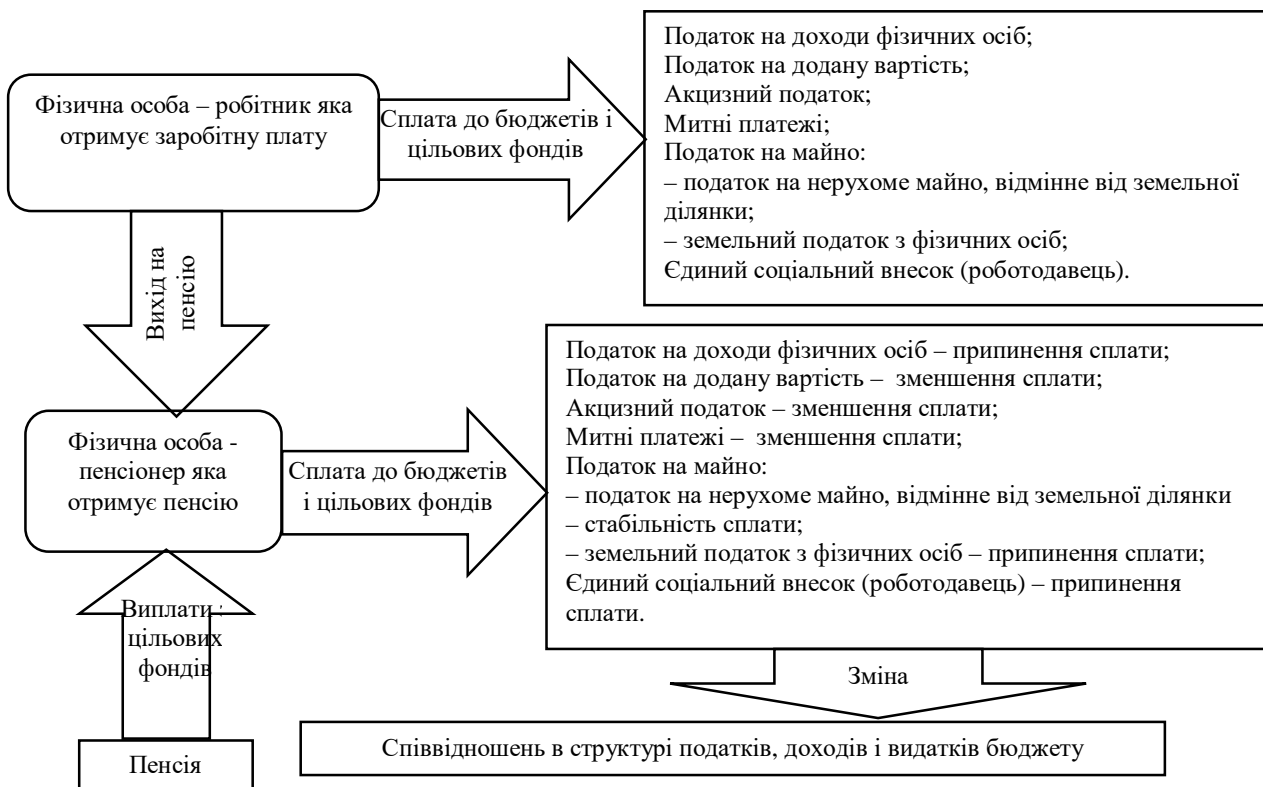 Фізична особа – робітник яка
отримує заробітну плату
Сплата до бюджетів і
цільових фондів
Податок на доходи фізичних осіб;
Податок на додану вартість;
Акцизний податок;
Митні платежі;
Податок на майно:
– податок на нерухоме майно, відмінне від земельної
ділянки;
– земельний податок з фізичних осіб;
Єдиний соціальний внесок (роботодавець).
Вихід на
пенсію
Фізична особа -
пенсіонер яка
отримує пенсію
Сплата до бюджетів
і цільових фондів
Податок на доходи фізичних осіб – припинення сплати;
Податок на додану вартість – зменшення сплати;
Акцизний податок – зменшення сплати;
Митні платежі – зменшення сплати;
Податок на майно:
– податок на нерухоме майно, відмінне від земельної ділянки
– стабільність сплати;
– земельний податок з фізичних осіб – припинення сплати;
Єдиний соціальний внесок (роботодавець) – припинення
сплати.
Виплати
цільових
фондів
Пенсія
Зміна
Співвідношень в структурі податків, доходів і видатків бюджету